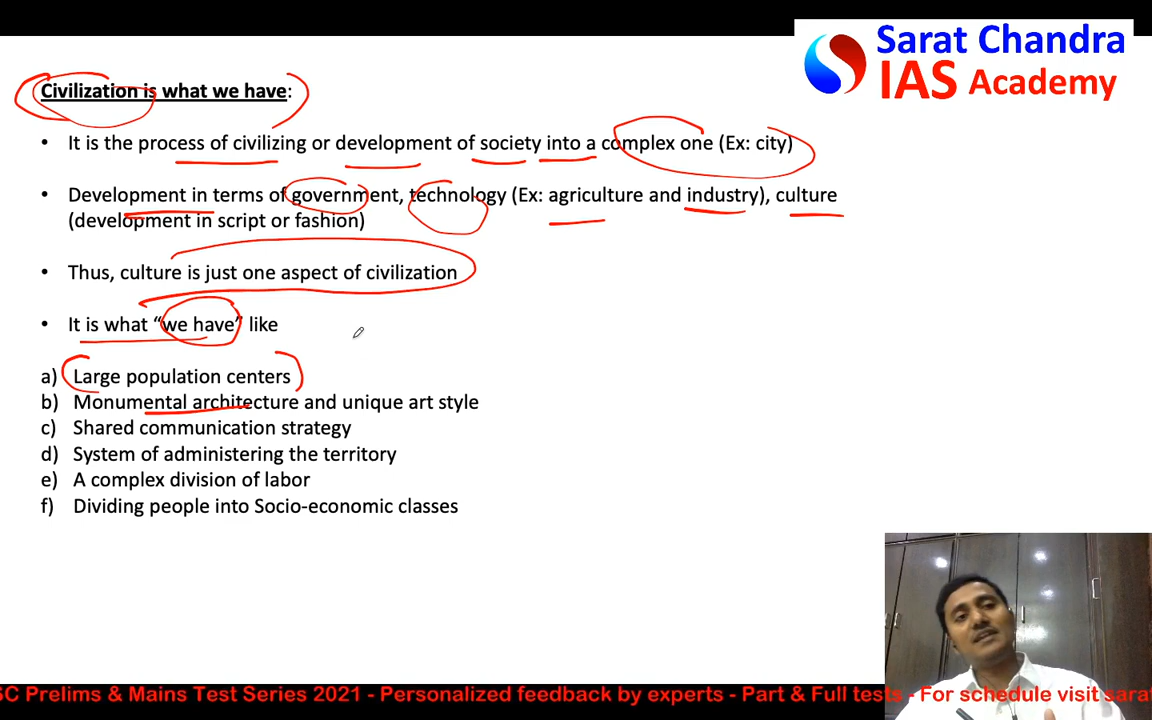 Sarat Chandra
IAS Academy
Civilization is what we have:
• It is the process of civilizing or development of society into a complex one (Ex: city)
• Development in terms of government, technology (Ex: agriculture and industry), culture
(development in script or fashion)
• Thus, culture is just one aspect of civilization
• It is what “we have” like
a) Large population centers
b) Monumental architecture and unique art style
c) Shared communication strategy
d) System of administering the territory
e) A complex division of labor
f) Dividing people into Socio-economic classes
SC Prelims & Mains Test Series 2021 - Personalized feedback by experts - Part & Full tests - For schedule visit sarat